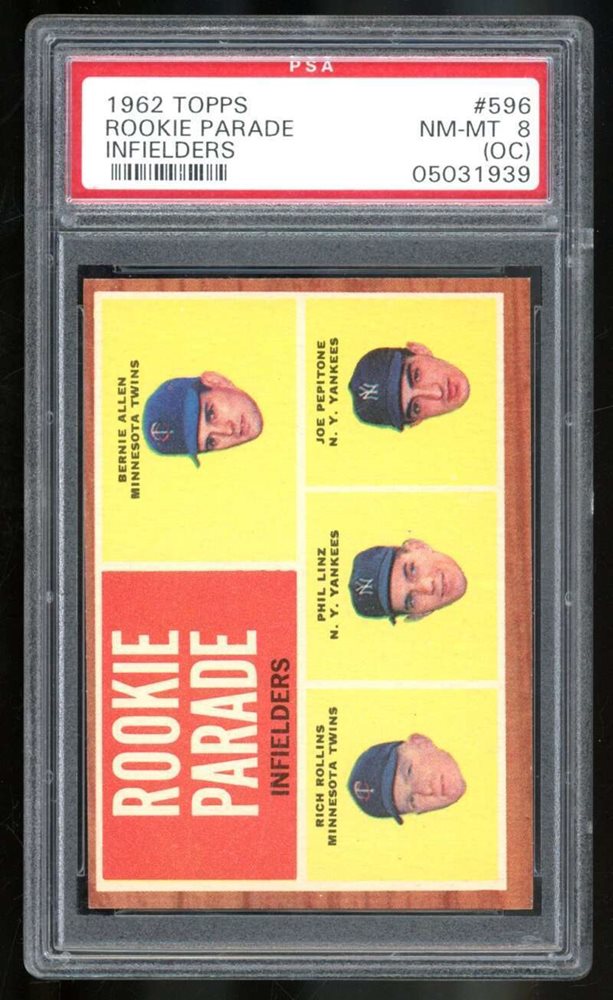 PSA
1962 TOPPS #596
ROOKIE PARADE NM-MT 8
INFIELDERS (OC)
05031939
ROOKIE
PARADE
INFIELDERS
BERNIE ALLEN
MINNESOTA TWINS
RICH ROLLINS
MINNESOTA TWINS
PHIL LINZ
N. Y. YANKEES
JOE PEPITONE
N. Y. YANKEES